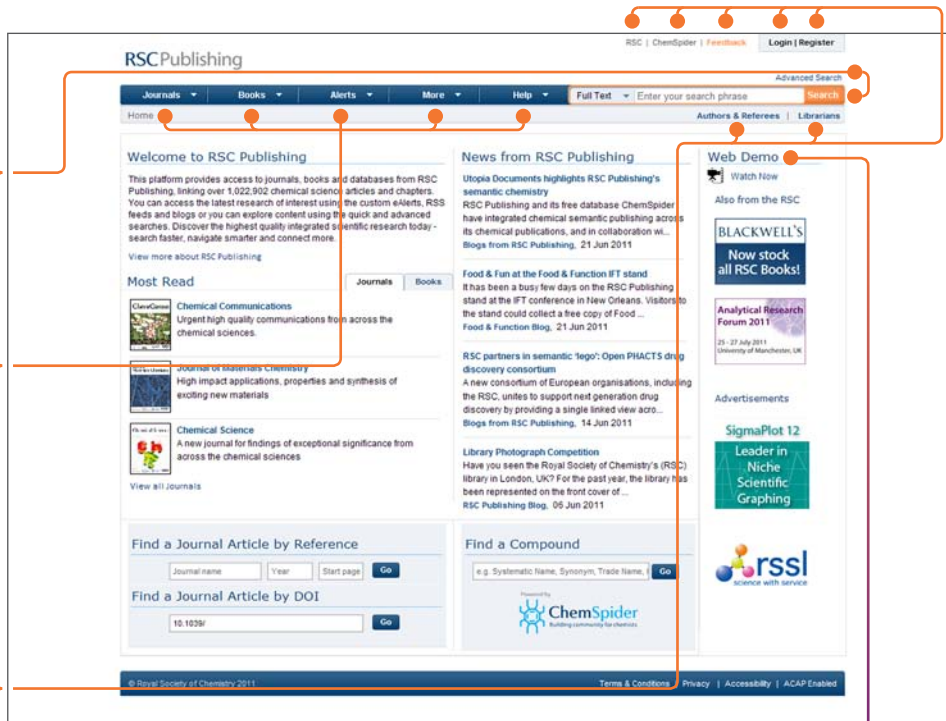 RSC | ChemSpider | Feedback Login | Register
RSCPublishing
Advanced Search
Journals Books Alerts More Help Full Text Enter your search phrase Search
Home Authors & Referees | Librarians
Welcome to RSC Publishing
This platform provides access to journals, books and databases from RSC
Publishing, linking over 1,022,902 chemical science articles and chapters.
You can access the latest research of interest using the custom eAlerts, RSS
feeds and blogs or you can explore content using the quick and advanced
searches. Discover the highest quality integrated scientific research today -
search faster, navigate smarter and connect more.
View more about RSC Publishing
Most Read Journals Books
Chemical Communications
Urgent high quality communications from across the
chemical sciences.
Journal of Materials Chemistry
High impact applications, properties and synthesis of
exciting new materials
Chemical Science
A new journal for findings of exceptional significance from
across the chemical sciences
View all Journals
News from RSC Publishing
Utopia Documents highlights RSC Publishing's
semantic chemistry
RSC Publishing and its free database ChemSpider
have integrated chemical semantic publishing across
its chemical publications, and in collaboration wi...
Blogs from RSC Publishing, 21 Jun 2011
Food & Fun at the Food & Function IFT stand
It has been a busy few days on the RSC Publishing
stand at the IFT conference in New Orleans. Visitors to
the stand could collect a free copy of Food ...
Food & Function Blog, 21 Jun 2011
RSC partners in semantic 'lego': Open PHACTS drug
discovery consortium
A new consortium of European organisations, including
the RSC, unites to support next generation drug
discovery by providing a single linked view acro...
Blogs from RSC Publishing, 14 Jun 2011
Library Photograph Competition
Have you seen the Royal Society of Chemistry's (RSC)
library in London, UK? For the past year, the library has
been represented on the front cover of ...
RSC Publishing Blog, 06 Jun 2011
Web Demo
Watch Now
Also from the RSC
BLACKWELL'S
Now stock
all RSC Books!
Analytical Research
Forum 2011
25 - 27 July 2011
University of Manchester, UK
Advertisements
SigmaPlot 12
Leader in
Niche
Scientific
Graphing
rssl
science with service
Find a Journal Article by Reference
Journal name Year Start page Go
Find a Journal Article by DOI
10.1039/ Go
Find a Compound
e.g. Systematic Name, Synonym, Trade Name, Go
Powered by
ChemSpider
Building community for chemists
© Royal Society of Chemistry 2011 Terms & Conditions | Privacy | Accessibility | ACAP Enabled